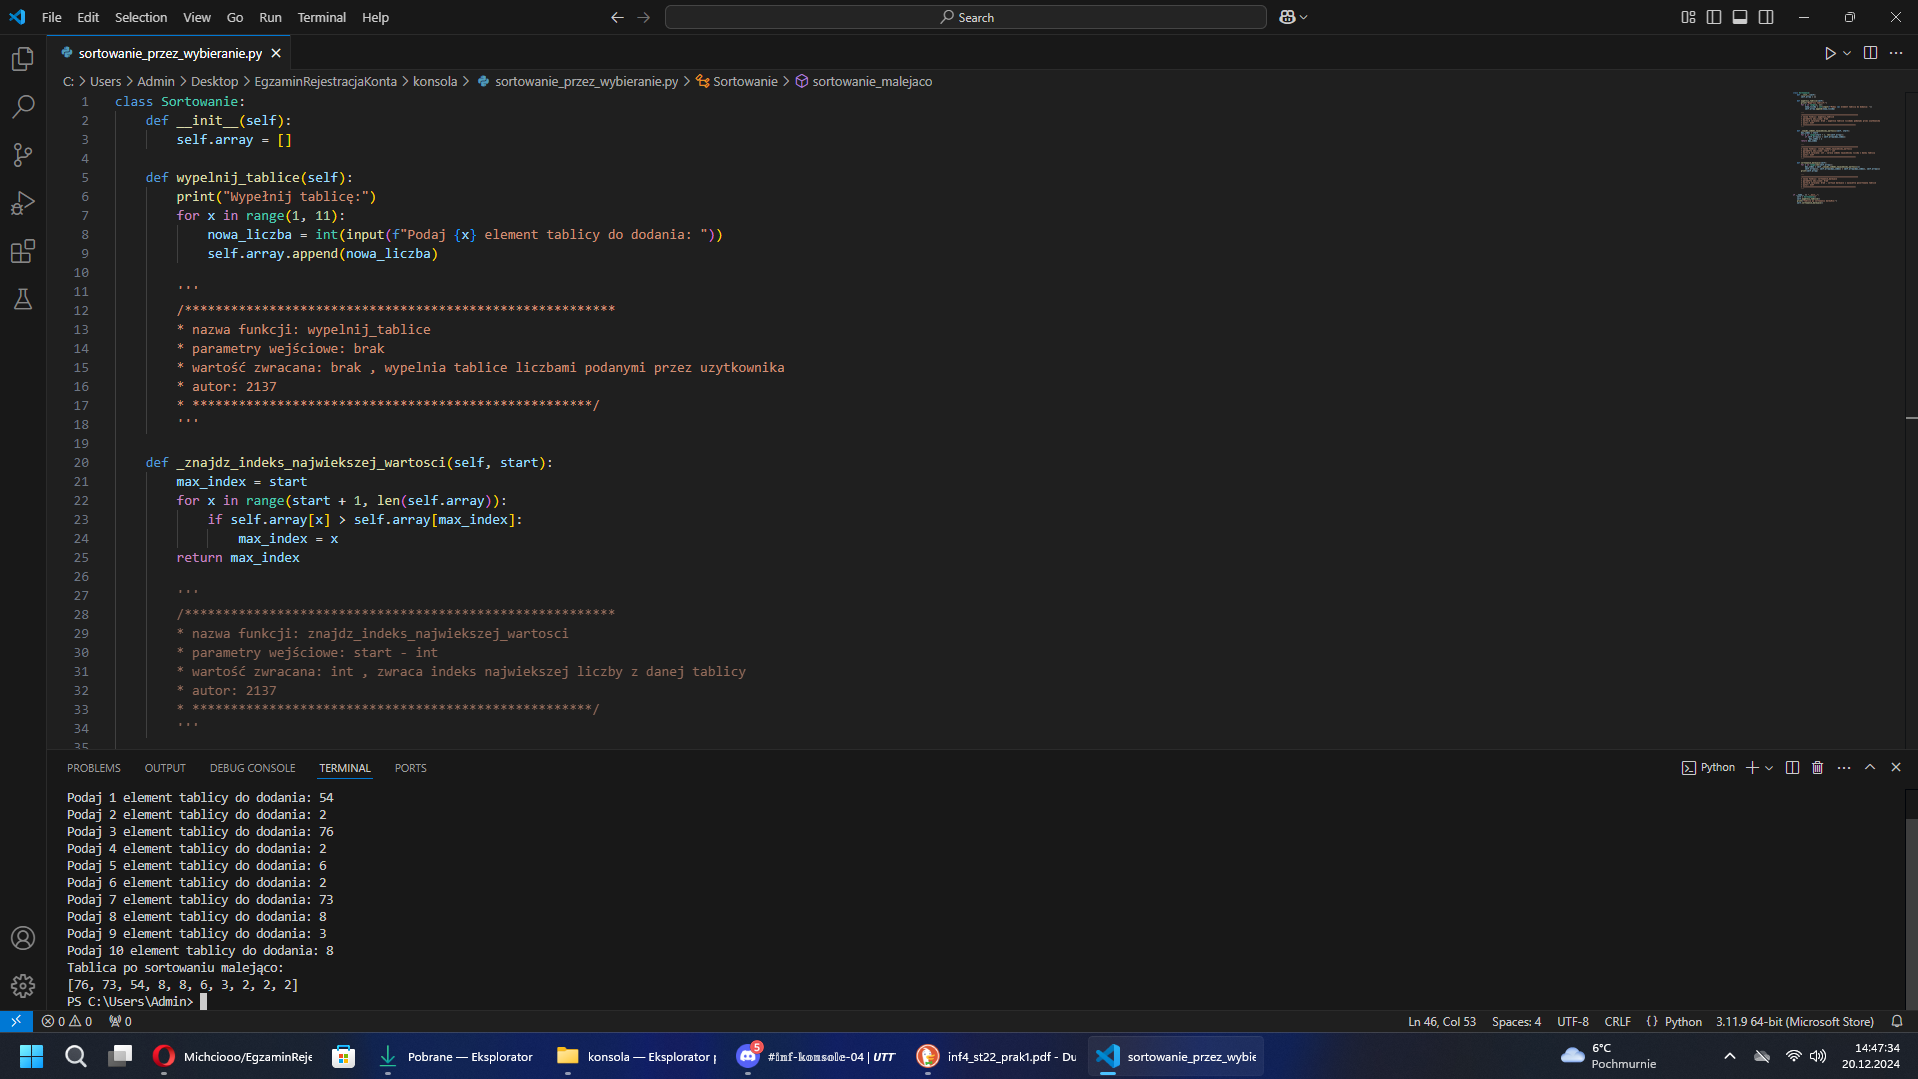 File Edit Selection View Go Run Terminal Help Search
sortowanie_przez_wybieranie.py
C: > Users > Admin > Desktop > EgzaminRejestracjaKonta > konsola > sortowanie_przez_wybieranie.py > Sortowanie > sortowanie_malejaco
1 class Sortowanie:
2 def __init__(self):
3 self.array = []
4
5 def wypelnij_tablice(self):
6 print("Wypełnij tablicę:")
7 for x in range(1, 11):
8 nowa_liczba = int(input(f"Podaj {x} element tablicy do dodania: "))
9 self.array.append(nowa_liczba)
10
11 '''
12 /********************************************************
13 * nazwa funkcji: wypelnij_tablice
14 * parametry wejściowe: brak
15 * wartość zwracana: brak , wypelnia tablice liczbami podanymi przez uzytkownika
16 * autor: 2137
17 * ****************************************************/
18 '''
19
20 def _znajdz_indeks_najwiekszej_wartosci(self, start):
21 max_index = start
22 for x in range(start + 1, len(self.array)):
23 if self.array[x] > self.array[max_index]:
24 max_index = x
25 return max_index
26
27 '''
28 /********************************************************
29 * nazwa funkcji: znajdz_indeks_najwiekszej_wartosci
30 * parametry wejściowe: start - int
31 * wartość zwracana: int , zwraca indeks najwiekszej liczby z danej tablicy
32 * autor: 2137
33 * ****************************************************/
34 '''
35
PROBLEMS OUTPUT DEBUG CONSOLE TERMINAL PORTS Python
Podaj 1 element tablicy do dodania: 54
Podaj 2 element tablicy do dodania: 2
Podaj 3 element tablicy do dodania: 76
Podaj 4 element tablicy do dodania: 2
Podaj 5 element tablicy do dodania: 6
Podaj 6 element tablicy do dodania: 2
Podaj 7 element tablicy do dodania: 73
Podaj 8 element tablicy do dodania: 8
Podaj 9 element tablicy do dodania: 3
Podaj 10 element tablicy do dodania: 8
Tablica po sortowaniu malejąco:
[76, 73, 54, 8, 8, 6, 3, 2, 2, 2]
PS C:\Users\Admin>
0 0 0 Ln 46, Col 53 Spaces: 4 UTF-8 CRLF { } Python 3.11.9 64-bit (Microsoft Store)
Michciooo/EgzaminReje Pobrane — Eksplorator konsola — Eksplorator p 5 #inf-konsole-04 | UTT inf4_st22_prak1.pdf - Du sortowanie_przez_wybie 6°C Pochmurnie 14:47:34 20.12.2024